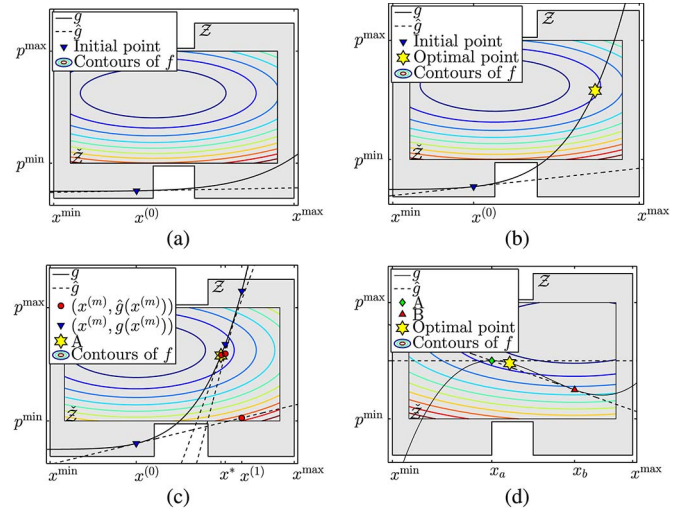 g
ĝ
Initial point
Contours of f
𝒵
𝒵̌
p^max
p^min
x^min
x^(0)
x^max
(a)
g
ĝ
Initial point
Optimal point
Contours of f
𝒵
𝒵̌
p^max
p^min
x^min
x^(0)
x^max
(b)
g
ĝ
(x^(m), ĝ(x^(m)))
(x^(m), g(x^(m)))
A
Contours of f
𝒵
𝒵̌
p^max
p^min
x^min
x^(0)
x^* x^(1)
x^max
(c)
g
ĝ
A
B
Optimal point
Contours of f
𝒵
𝒵̌
p^max
p^min
x^min
x_a
x_b
x^max
(d)